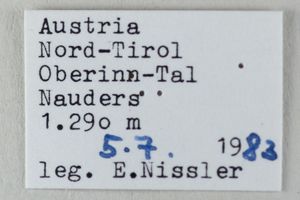 Austria
Nord-Tirol
Oberinn-Tal
Nauders
1.290 m
5.7. 1983
leg. E.Nissler